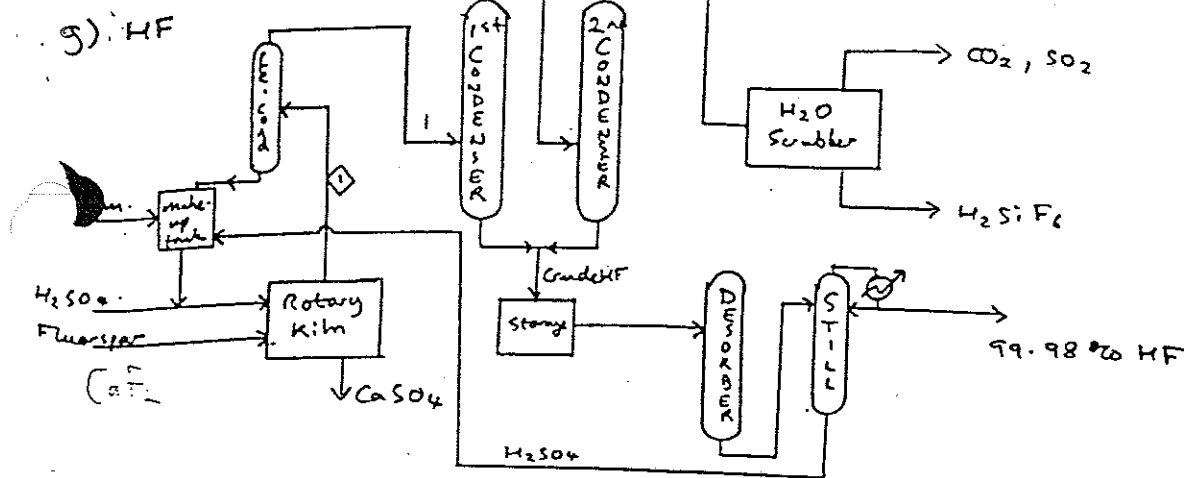 g). HF
1st CONDENSER
2nd CONDENSER
CO2, SO2
H2O
Scrubber
H2SiF6
1
1
make-
up
tank
H2SO4
Fluorspar
CaF2
Rotary
Kiln
CaSO4
Crude HF
Storage
DESORBER
STILL
99.98 % HF
H2SO4